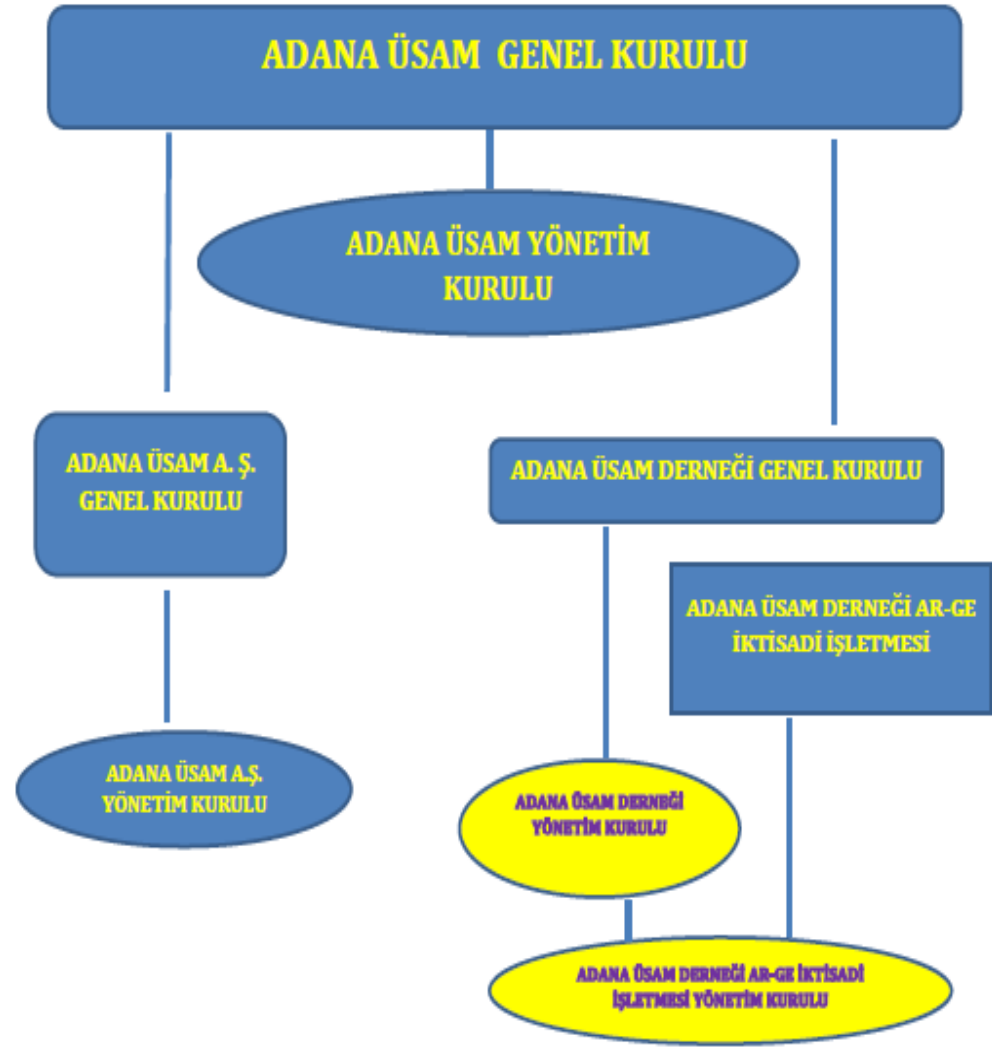 ADANA ÜSAM GENEL KURULU
ADANA ÜSAM YÖNETİM
KURULU
ADANA ÜSAM A. Ş.
GENEL KURULU
ADANA ÜSAM DERNEĞİ GENEL KURULU
ADANA ÜSAM DERNEĞİ AR-GE
İKTİSADİ İŞLETMESİ
ADANA ÜSAM A.Ş.
YÖNETİM KURULU
ADANA ÜSAM DERNEĞİ
YÖNETİM KURULU
ADANA ÜSAM DERNEĞİ AR-GE İKTİSADİ
İŞLETMESİ YÖNETİM KURULU